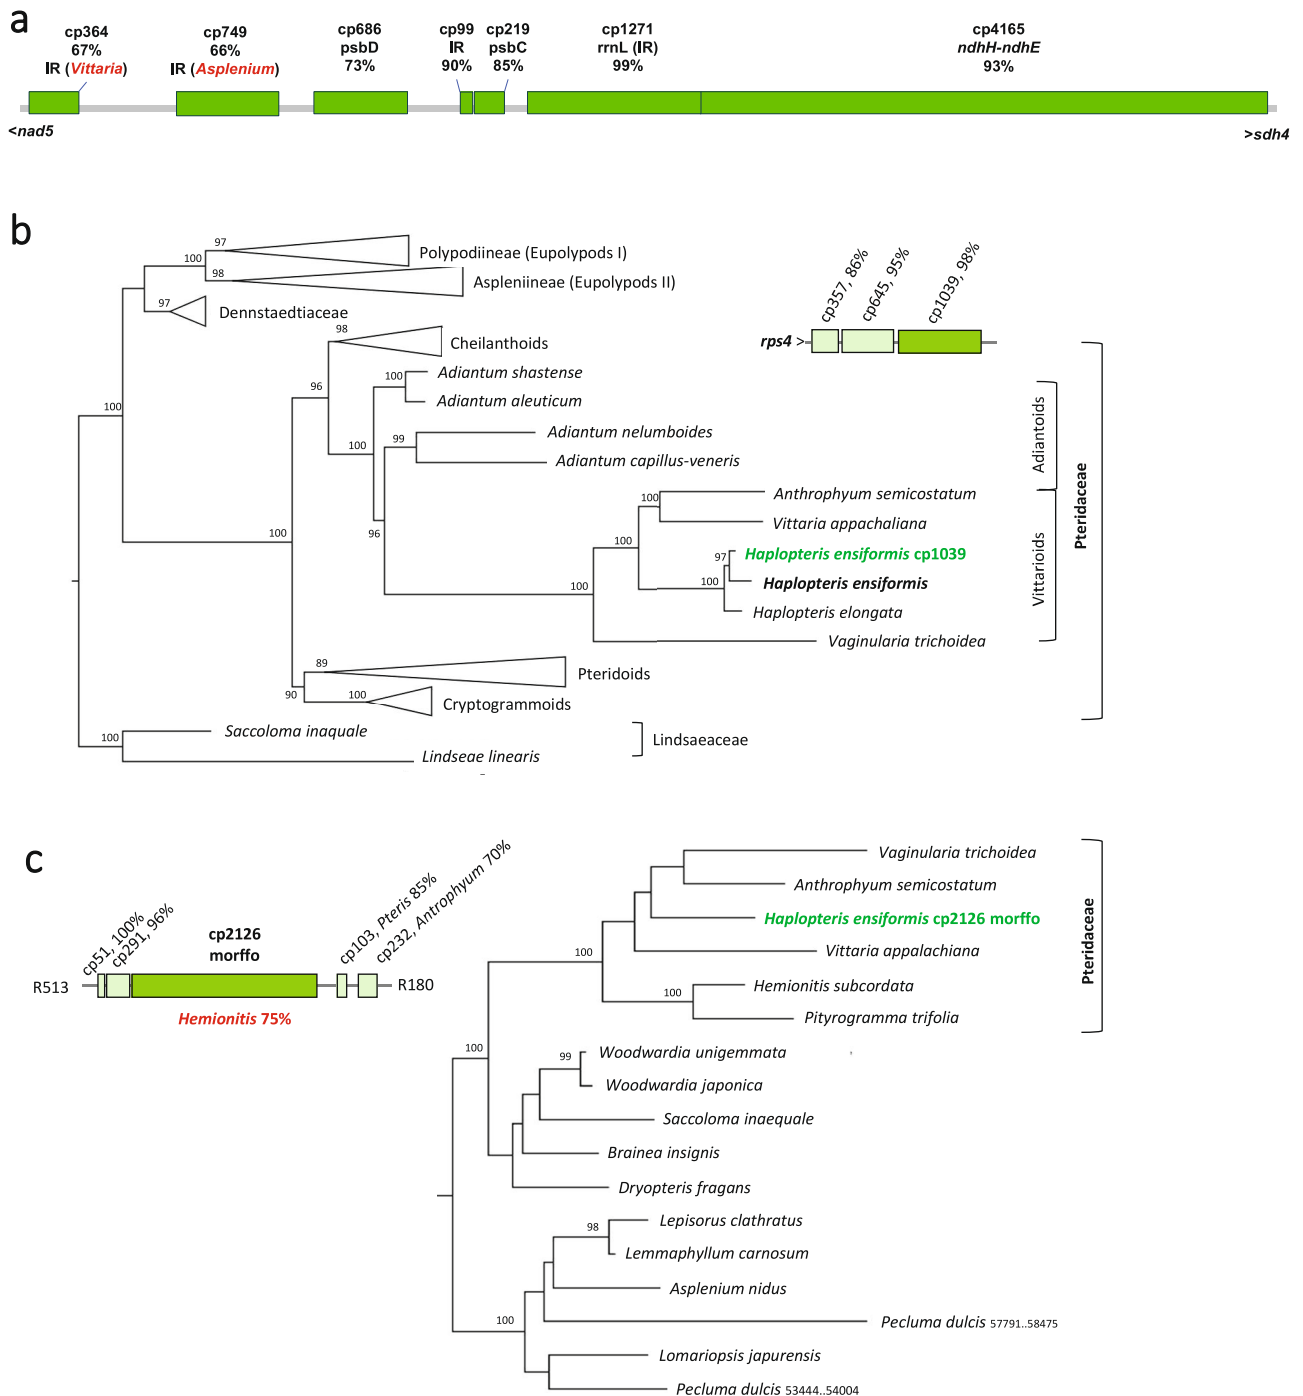 a
cp364
67%
IR (Vittaria)
cp749
66%
IR (Asplenium)
cp686
psbD
73%
cp99
IR
90%
cp219
psbC
85%
cp1271
rrnL (IR)
99%
cp4165
ndhH-ndhE
93%
<nad5
>sdh4
b
97
Polypodiineae (Eupolypods I)
100
98
Aspleniineae (Eupolypods II)
97
Dennstaedtiaceae
cp357, 86%
cp645, 95%
cp1039, 98%
rps4 >
98
Cheilanthoids
100
Adiantum shastense
96
Adiantum aleuticum
100
100
99
Adiantum nelumboides
Adiantum capillus-veneris
Adiantoids
100
Anthrophyum semicostatum
Vittaria appachaliana
96
100
97
Haplopteris ensiformis cp1039
100
Haplopteris ensiformis
100
Haplopteris elongata
Vaginularia trichoidea
Vittarioids
Pteridaceae
100
89
Pteridoids
90
100
Cryptogrammoids
Saccoloma inaquale
100
Lindseae linearis
Lindsaeaceae
c
cp51, 100%
cp291, 96%
cp2126
morffo
cp103, Pteris 85%
cp232, Antrophyum 70%
R513
R180
Hemionitis 75%
Vaginularia trichoidea
Anthrophyum semicostatum
Haplopteris ensiformis cp2126 morffo
100
Vittaria appalachiana
Hemionitis subcordata
100
Pityrogramma trifolia
Pteridaceae
100
99
Woodwardia unigemmata
Woodwardia japonica
Saccoloma inaequale
Brainea insignis
Dryopteris fragans
Lepisorus clathratus
98
Lemmaphyllum carnosum
Asplenium nidus
100
Pecluma dulcis 57791..58475
Lomariopsis japurensis
Pecluma dulcis 53444..54004